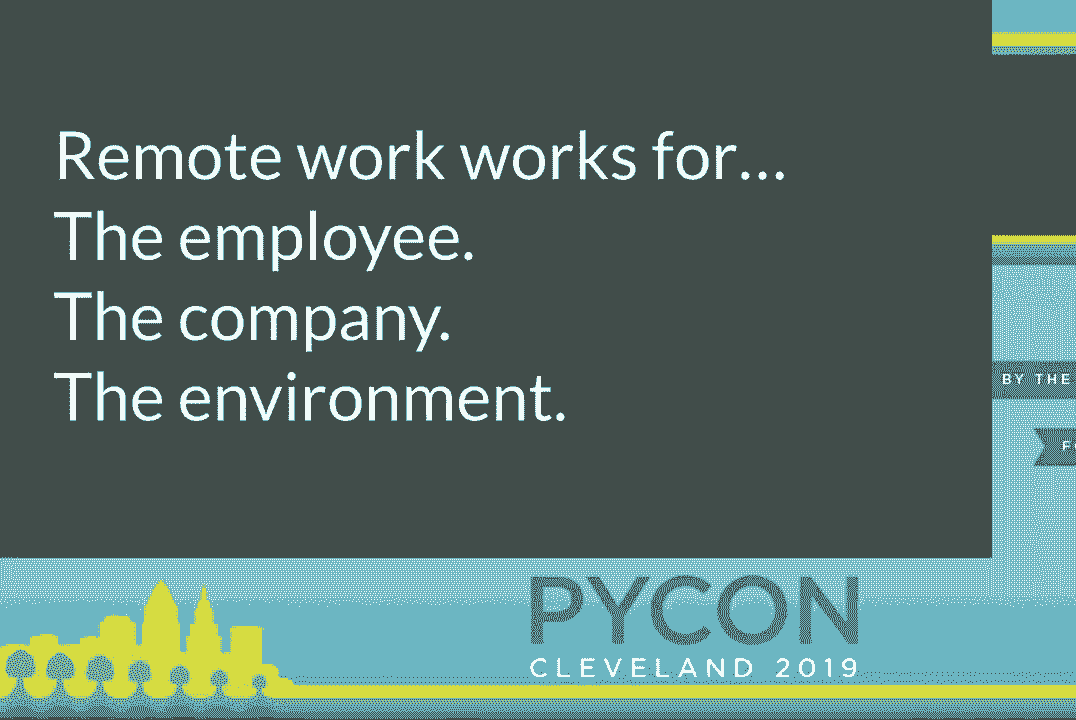 Remote work works for...
The employee.
The company.
The environment.
BY THE
PYCON
CLEVELAND 2019